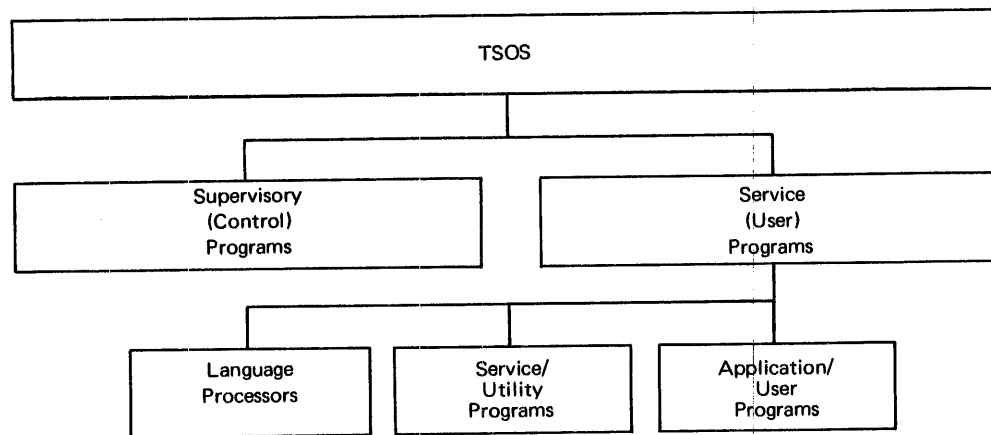 TSOS
Supervisory
(Control)
Programs
Service
(User)
Programs
Language
Processors
Service/
Utility
Programs
Application/
User
Programs